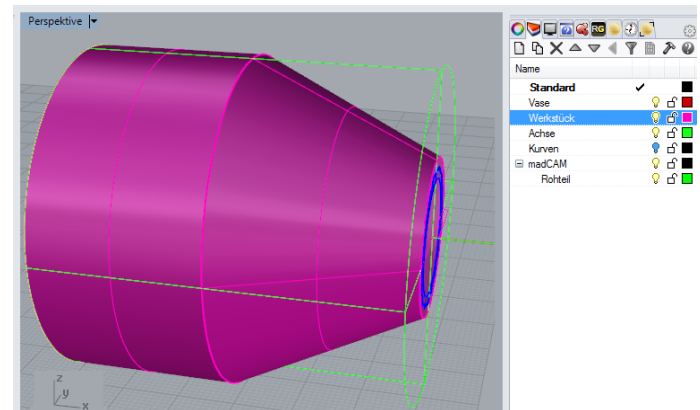 Perspektive
RG
Name
Standard
Vase
Werkstück
Achse
Kurven
madCAM
Rohteil
z
y
x